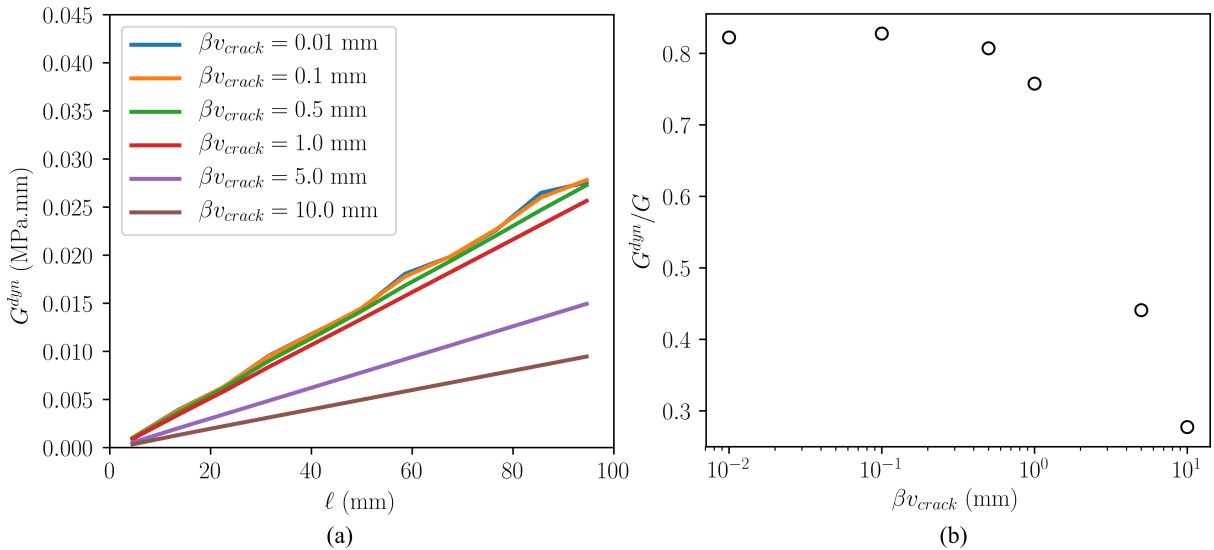 0.045
0.040
0.035
0.030
0.025
0.020
0.015
0.010
0.005
0.000
G^{dyn} (MPa.mm)
βv_{crack} = 0.01 mm
βv_{crack} = 0.1 mm
βv_{crack} = 0.5 mm
βv_{crack} = 1.0 mm
βv_{crack} = 5.0 mm
βv_{crack} = 10.0 mm
0 20 40 60 80 100
ℓ (mm)
(a)
0.8
0.7
0.6
0.5
0.4
0.3
G^{dyn}/G
10^{-2} 10^{-1} 10^{0} 10^{1}
βv_{crack} (mm)
(b)